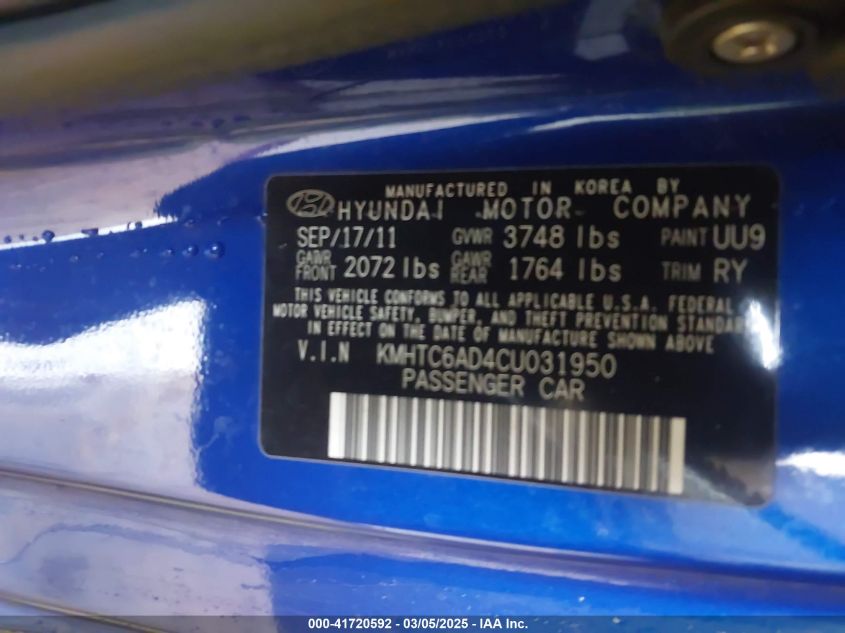 MANUFACTURED IN KOREA BY
HYUNDAI MOTOR COMPANY
SEP/17/11 GVWR 3748 lbs PAINT UU9
GAWR FRONT 2072 lbs GAWR REAR 1764 lbs TRIM RY
THIS VEHICLE CONFORMS TO ALL APPLICABLE U.S.A. FEDERAL
MOTOR VEHICLE SAFETY, BUMPER, AND THEFT PREVENTION STANDARDS
IN EFFECT ON THE DATE OF MANUFACTURE SHOWN ABOVE.
V.I.N KMHTC6AD4CU031950
PASSENGER CAR
000-41720592 - 03/05/2025 - IAA Inc.